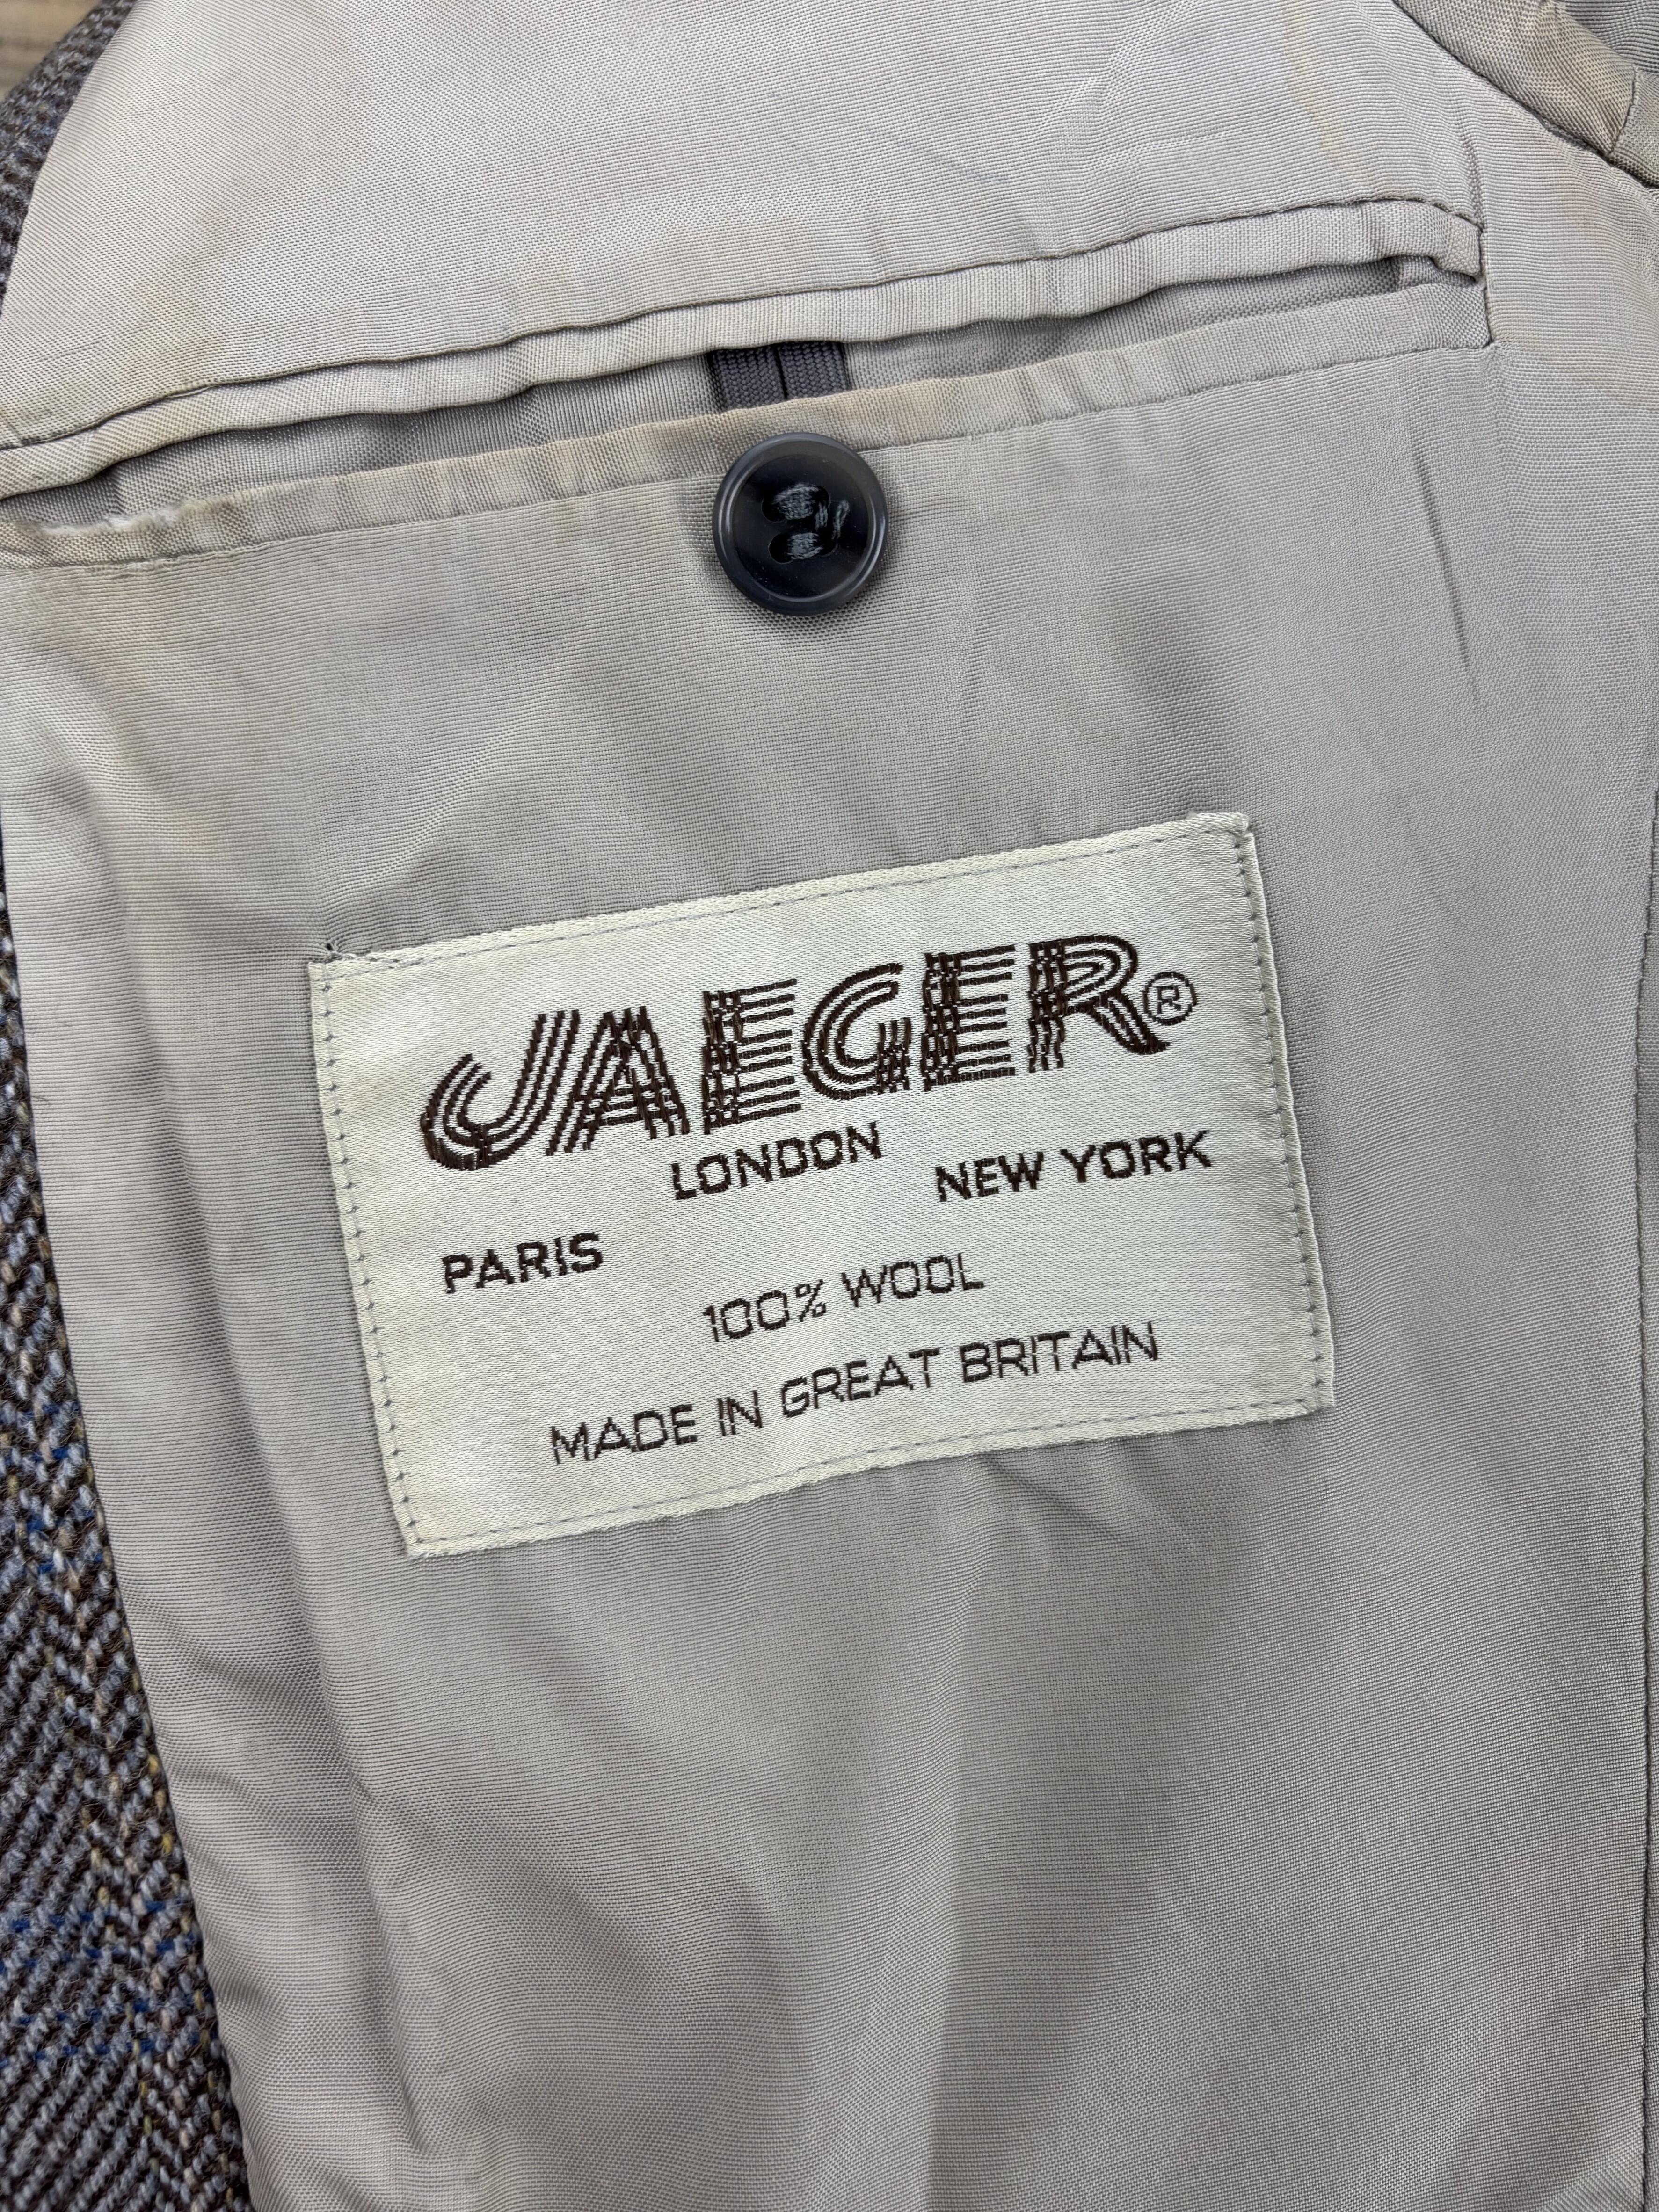 JAEGER®
LONDON NEW YORK
PARIS
100% WOOL
MADE IN GREAT BRITAIN